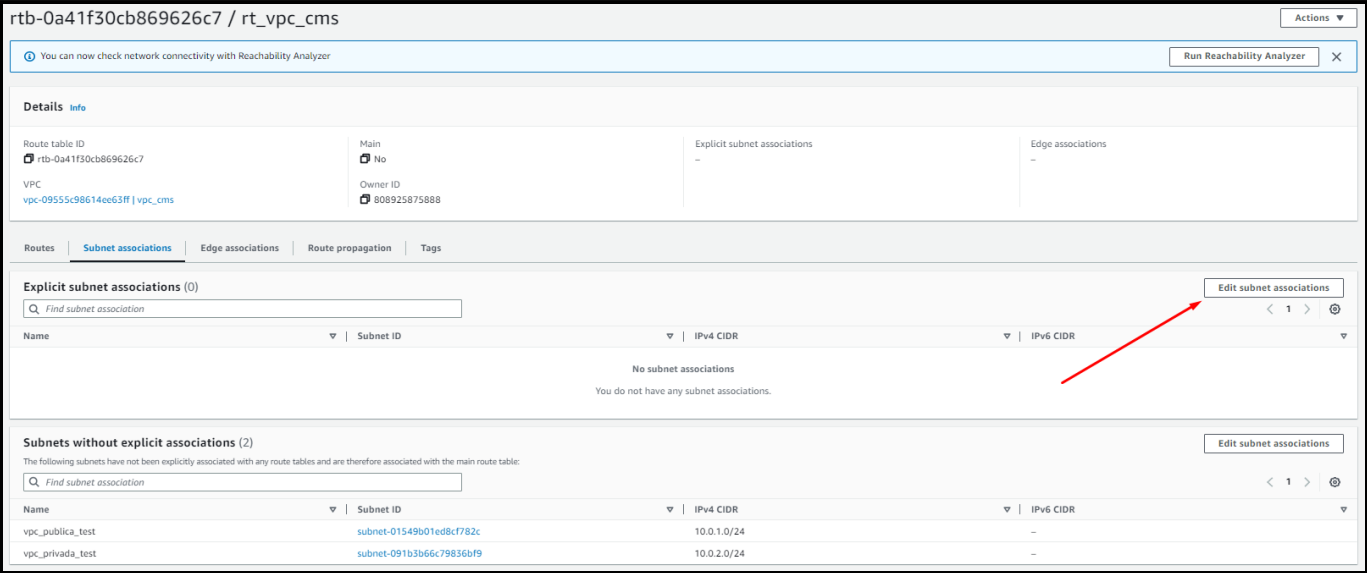 rtb-0a41f30cb869626c7 / rt_vpc_cms
Actions
You can now check network connectivity with Reachability Analyzer
Run Reachability Analyzer
Details Info
Route table ID
rtb-0a41f30cb869626c7
Main
No
Explicit subnet associations
–
Edge associations
–
VPC
vpc-09555c98614ee63ff | vpc_cms
Owner ID
808925875888
Routes Subnet associations Edge associations Route propagation Tags
Explicit subnet associations (0)
Edit subnet associations
Find subnet association
1
Name Subnet ID IPv4 CIDR IPv6 CIDR
No subnet associations
You do not have any subnet associations.
Subnets without explicit associations (2)
Edit subnet associations
The following subnets have not been explicitly associated with any route tables and are therefore associated with the main route table:
Find subnet association
1
Name Subnet ID IPv4 CIDR IPv6 CIDR
vpc_publica_test subnet-01549b01ed8cf782c 10.0.1.0/24 –
vpc_privada_test subnet-091b3b66c79836bf9 10.0.2.0/24 –